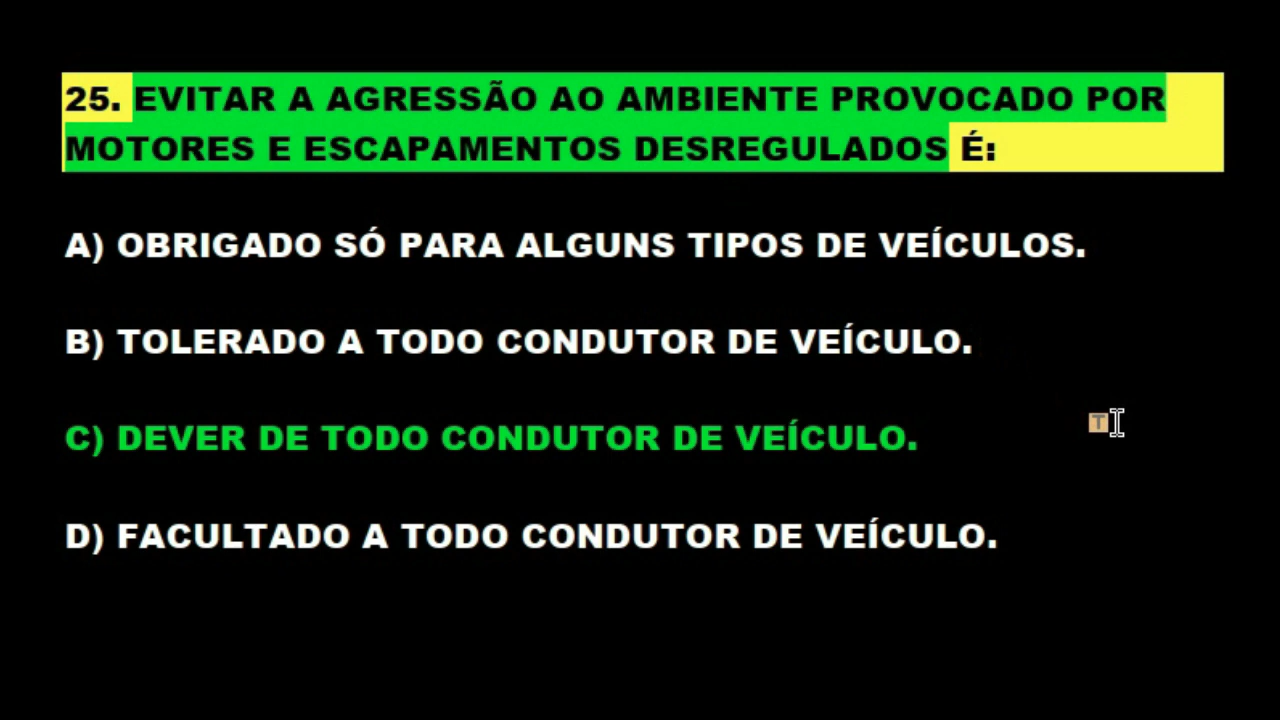 25. EVITAR A AGRESSÃO AO AMBIENTE PROVOCADO POR
MOTORES E ESCAPAMENTOS DESREGULADOS É:
A) OBRIGADO SÓ PARA ALGUNS TIPOS DE VEÍCULOS.
B) TOLERADO A TODO CONDUTOR DE VEÍCULO.
C) DEVER DE TODO CONDUTOR DE VEÍCULO.
T
D) FACULTADO A TODO CONDUTOR DE VEÍCULO.